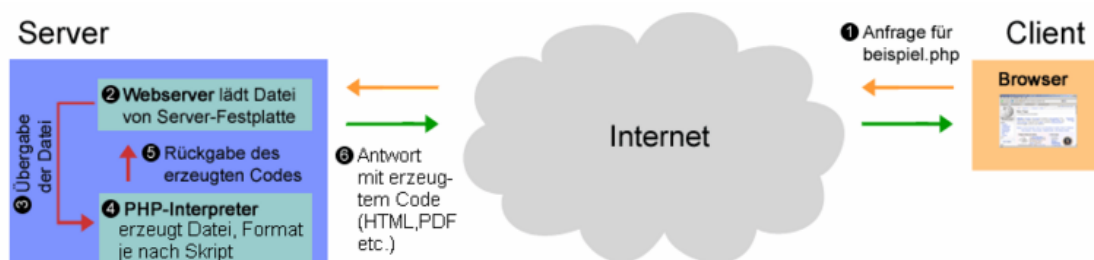 Server
❷ Webserver lädt Datei
von Server-Festplatte
❸ Übergabe
der Datei
❹ PHP-Interpreter
erzeugt Datei, Format
je nach Skript,
❺ Rückgabe des
erzeugten Codes
❻ Antwort
mit erzeug-
tem Code
(HTML,PDF
etc.)
Internet
❶ Anfrage für
beispiel.php
Client
Browser